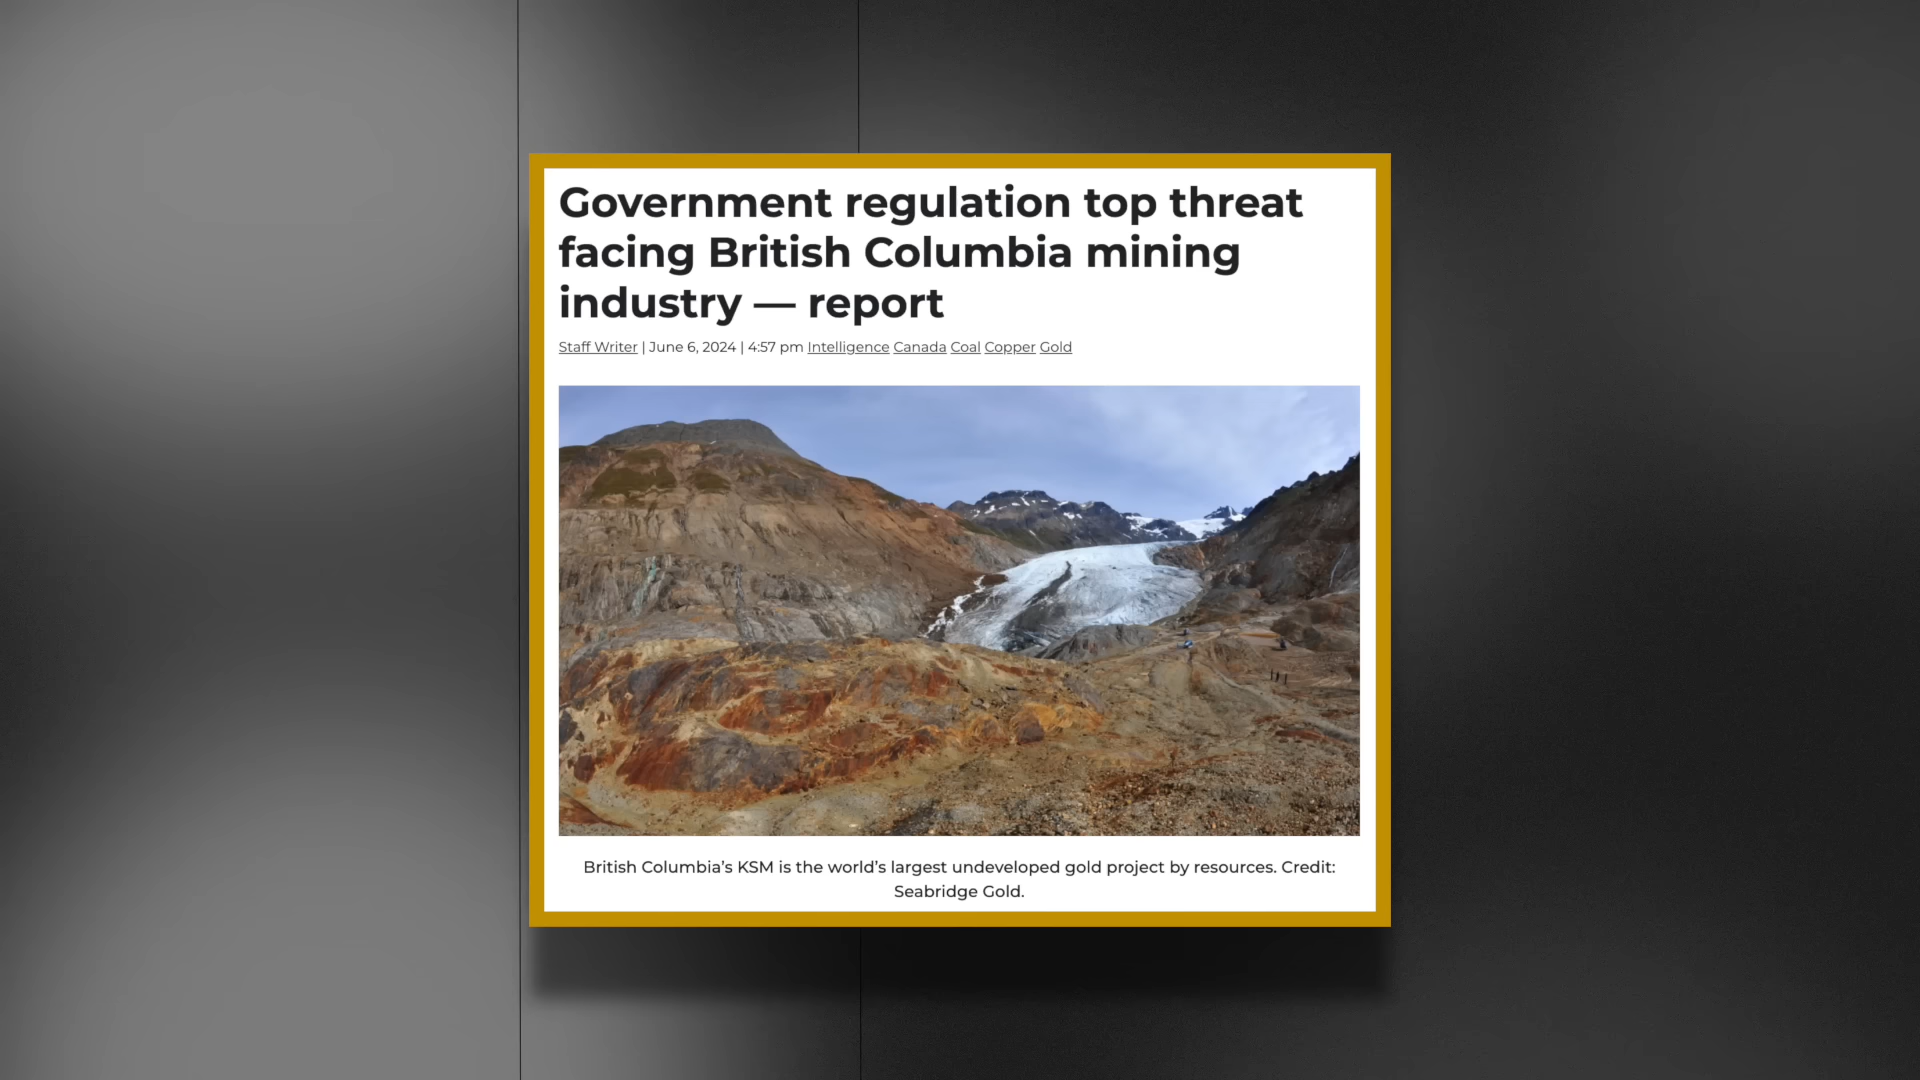 Government regulation top threat
facing British Columbia mining
industry — report
Staff Writer | June 6, 2024 | 4:57 pm Intelligence Canada Coal Copper Gold
British Columbia’s KSM is the world’s largest undeveloped gold project by resources. Credit:
Seabridge Gold.